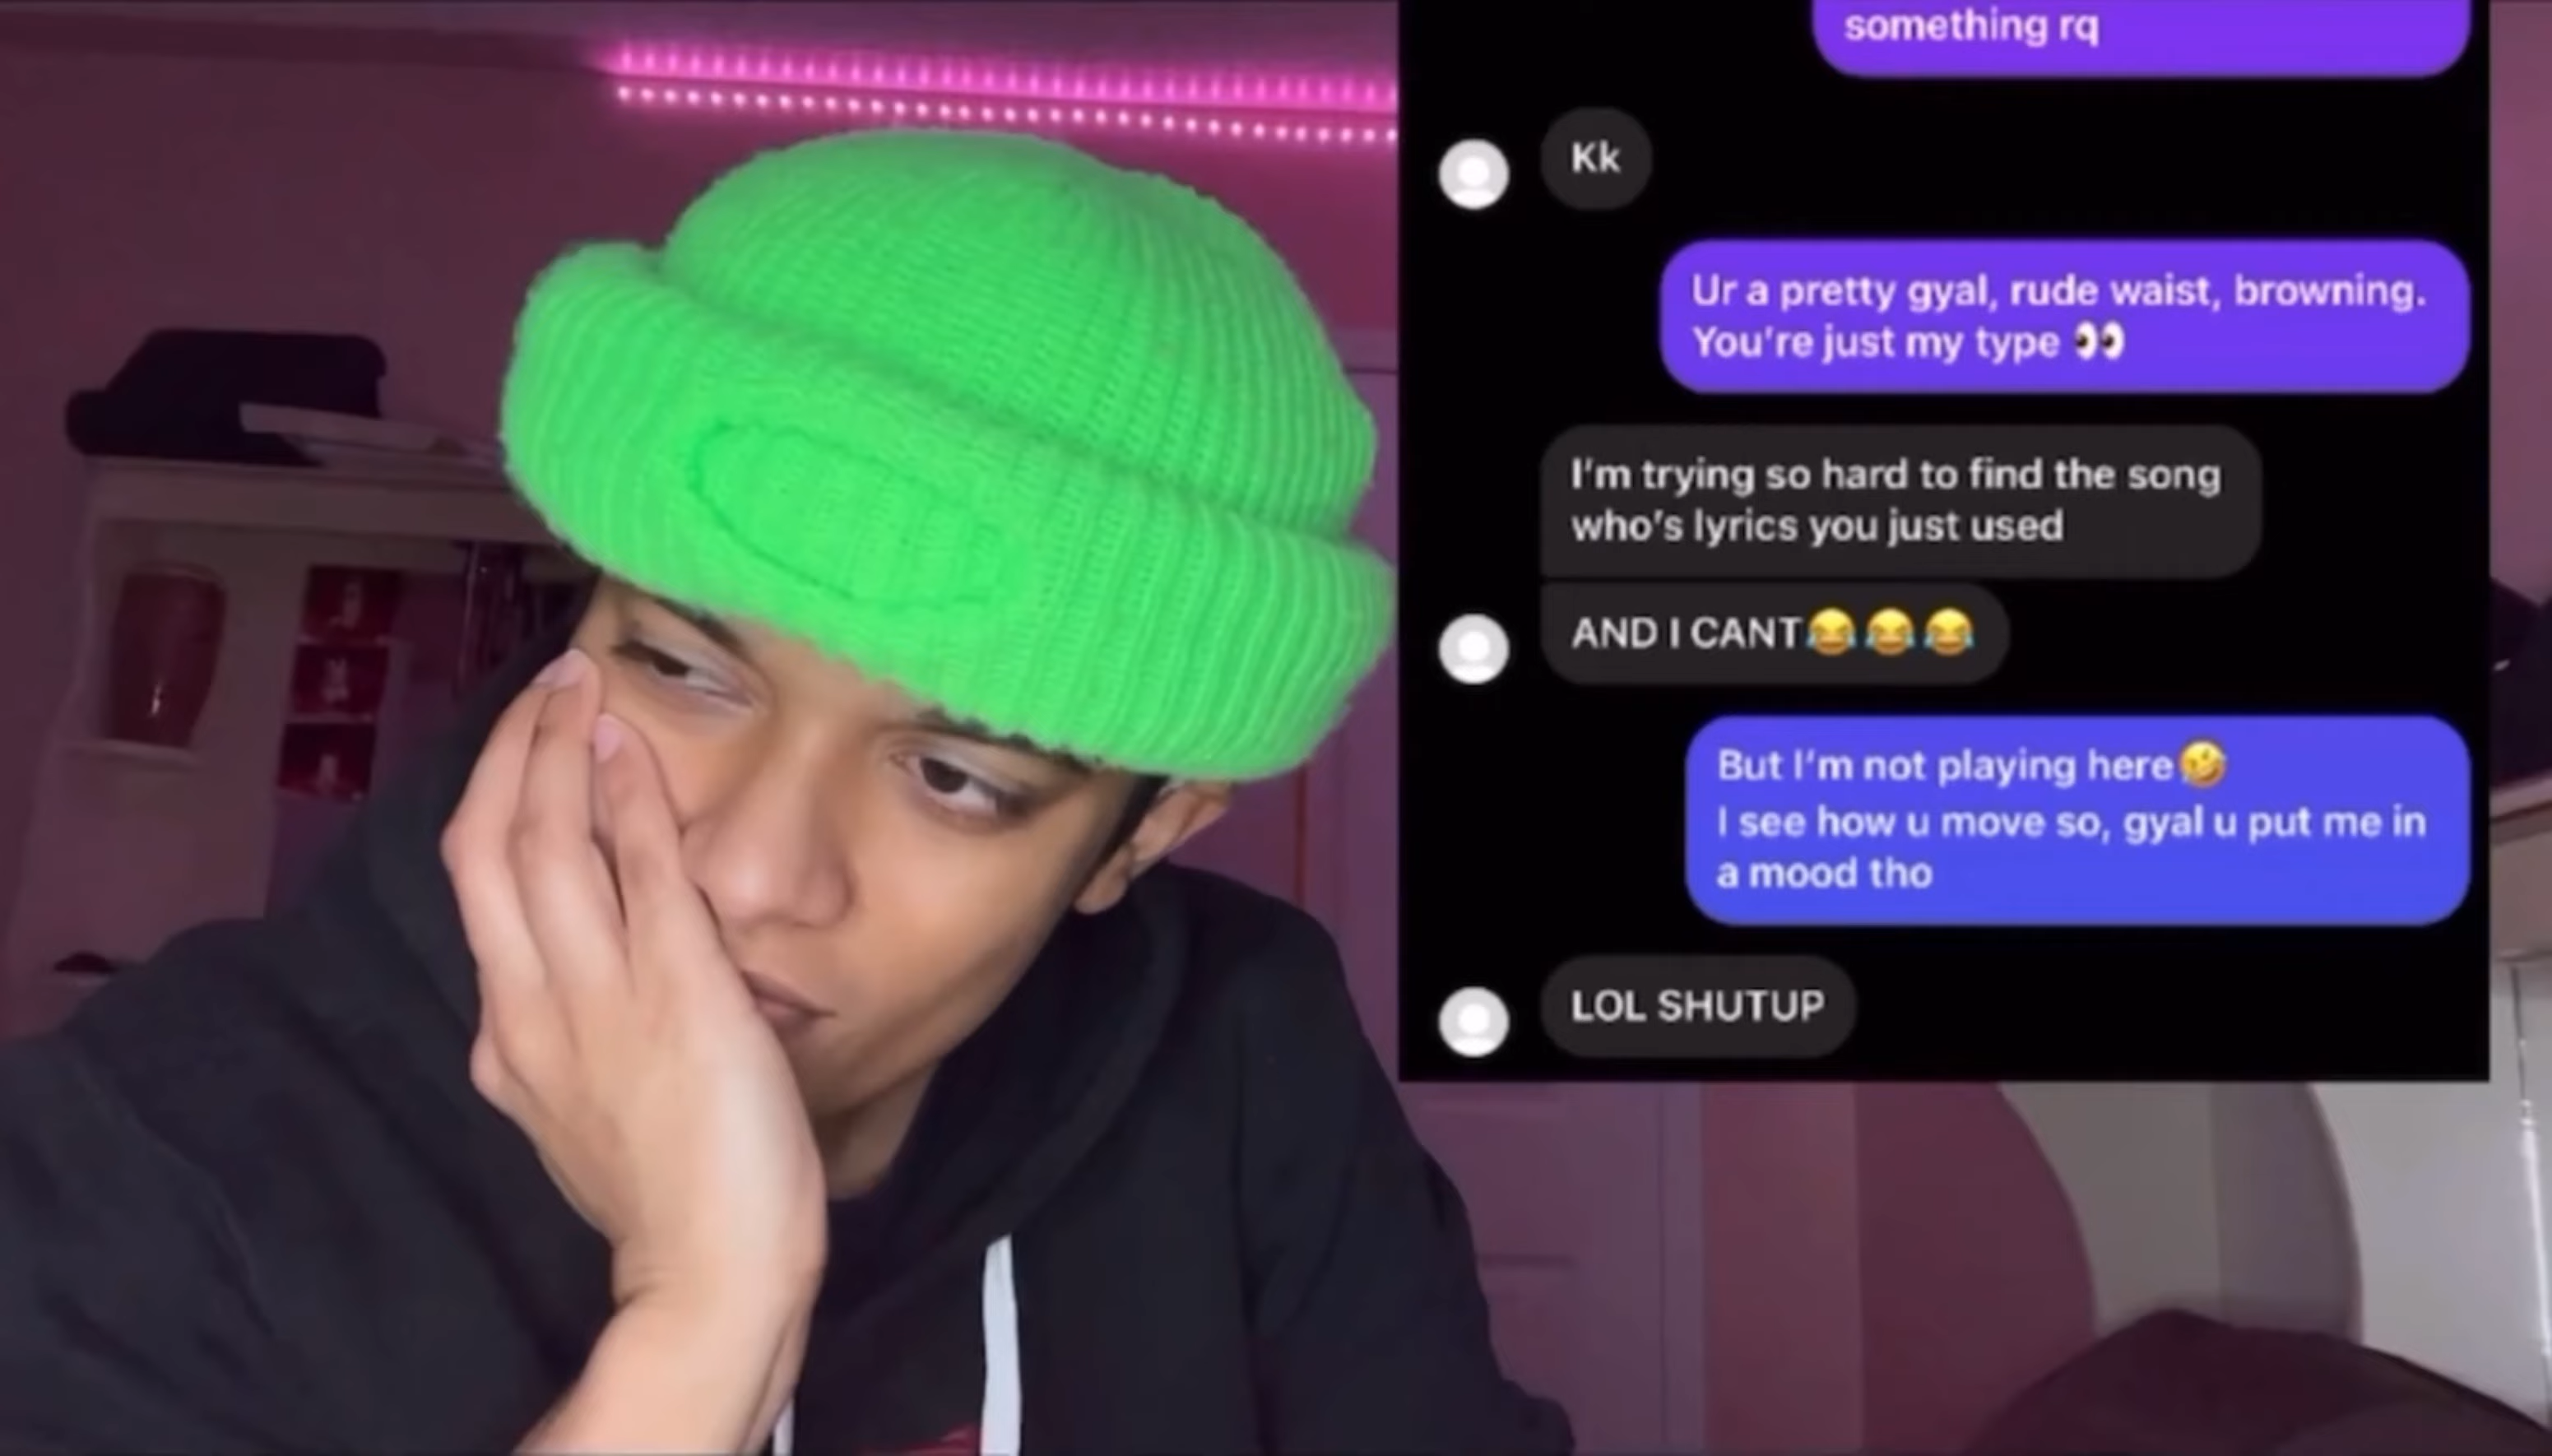 something rq
Kk
Ur a pretty gyal, rude waist, browning.
You're just my type 👀
I'm trying so hard to find the song
who's lyrics you just used
AND I CANT😂😂😂
But I'm not playing here🤣
I see how u move so, gyal u put me in
a mood tho
LOL SHUTUP